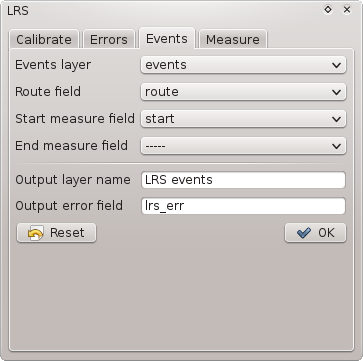 LRS
Calibrate Errors Events Measure
Events layer events
Route field route
Start measure field start
End measure field -----
Output layer name LRS events
Output error field lrs_err
Reset OK